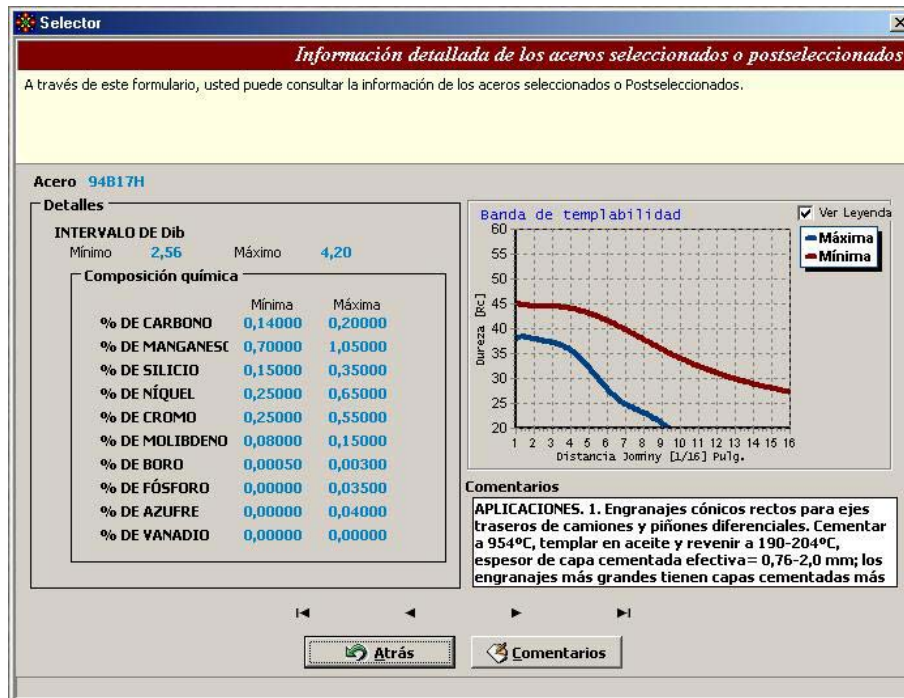 Selector
Información detallada de los aceros seleccionados o postseleccionados
A través de este formulario, usted puede consultar la información de los aceros seleccionados o Postseleccionados.
Acero 94B17H
Detalles
INTERVALO DE Dib
Mínimo 2,56 Máximo 4,20
Composición química
Mínima Máxima
% DE CARBONO 0,14000 0,20000
% DE MANGANESC 0,70000 1,05000
% DE SILICIO 0,15000 0,35000
% DE NÍQUEL 0,25000 0,65000
% DE CROMO 0,25000 0,55000
% DE MOLIBDENO 0,08000 0,15000
% DE BORO 0,00050 0,00300
% DE FÓSFORO 0,00000 0,03500
% DE AZUFRE 0,00000 0,04000
% DE VANADIO 0,00000 0,00000
Banda de templabilidad
Ver Leyenda
Máxima
Mínima
Dureza [Rc]
60
55
50
45
40
35
30
25
20
1 2 3 4 5 6 7 8 9 10 11 12 13 14 15 16
Distancia Jominy [1/16] Pulg.
Comentarios
APLICACIONES. 1. Engranajes cónicos rectos para ejes
traseros de camiones y piñones diferenciales. Cementar
a 954ºC, templar en aceite y revenir a 190-204ºC,
espesor de capa cementada efectiva= 0,76-2,0 mm; los
engranajes más grandes tienen capas cementadas más
Atrás
Comentarios